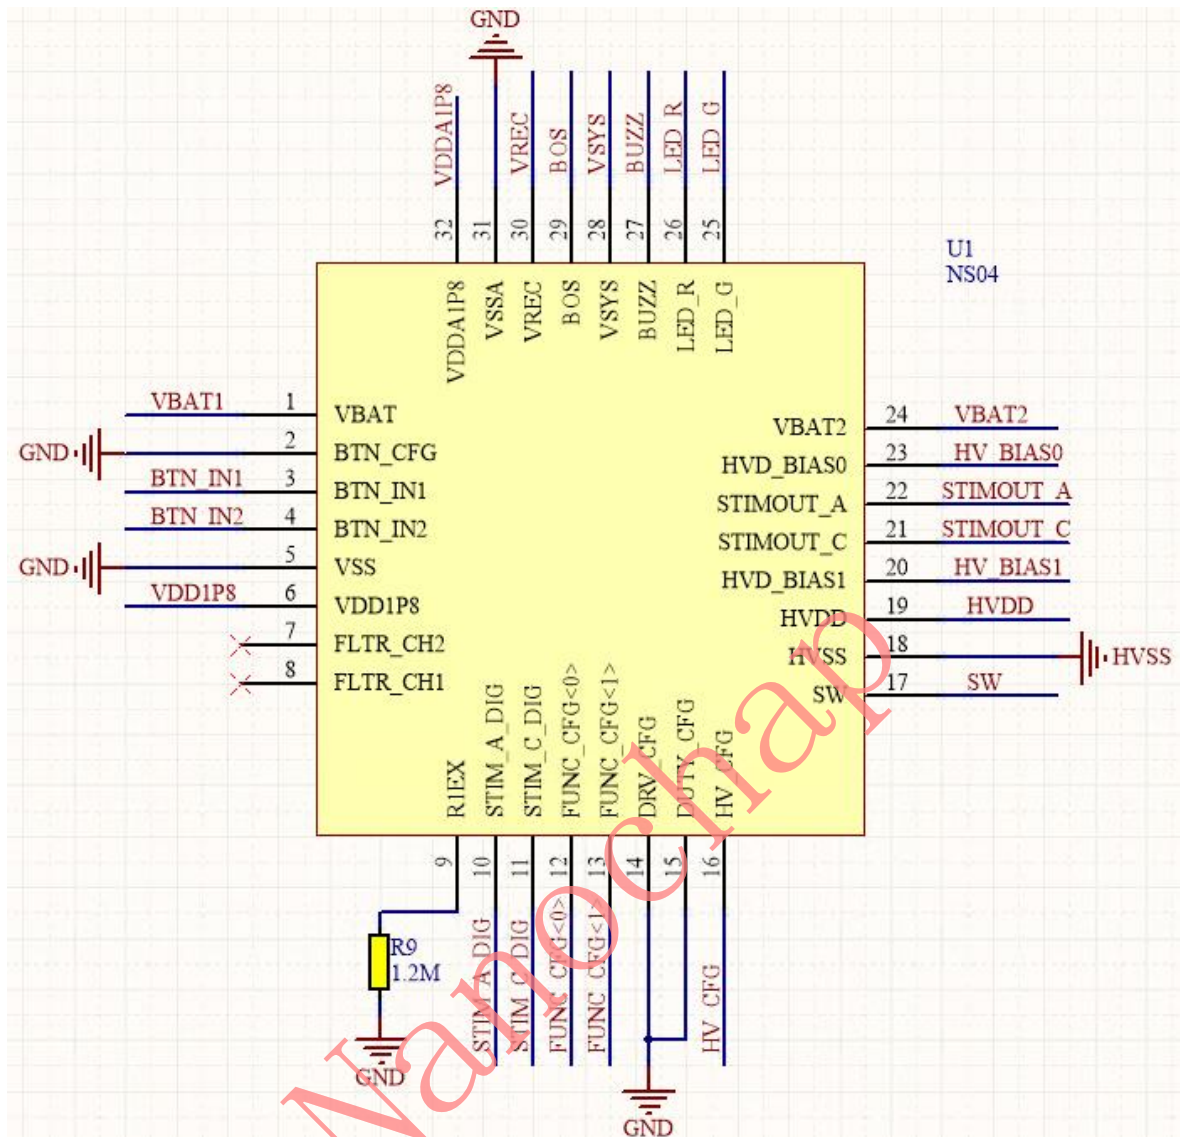 GND
VDDA1P8
VREC
BOS
VSYS
BUZZ
LED_R
LED_G
32
31
30
29
28
27
26
25
U1
NS04
VDDA1P8
VSSA
VREC
BOS
VSYS
BUZZ
LED_R
LED_G
VBAT1 1 VBAT
GND 2 BTN_CFG
BTN_IN1 3 BTN_IN1
BTN_IN2 4 BTN_IN2
GND 5 VSS
VDD1P8 6 VDD1P8
7 FLTR_CH2
8 FLTR_CH1
VBAT2 24 VBAT2
HVD_BIAS0 23 HV_BIAS0
STIMOUT_A 22 STIMOUT_A
STIMOUT_C 21 STIMOUT_C
HVD_BIAS1 20 HV_BIAS1
HVDD 19 HVDD
HVSS 18 HVSS
SW 17 SW
R1EX
STIM_A_DIG
STIM_C_DIG
FUNC_CFG<0>
FUNC_CFG<1>
DRV_CFG
DUTY_CFG
HV_CFG
9
10
11
12
13
14
15
16
R9
1.2M
GND
STIM_A_DIG
STIM_C_DIG
FUNC_CFG<0>
FUNC_CFG<1>
HV_CFG
GND
Nanochap